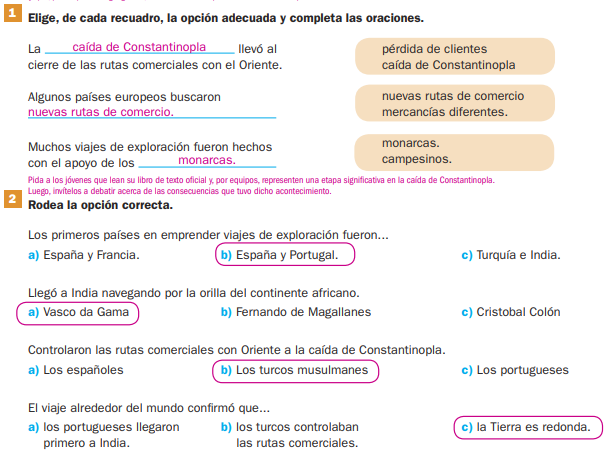 1 Elige, de cada recuadro, la opción adecuada y completa las oraciones.
La caída de Constantinopla llevó al
cierre de las rutas comerciales con el Oriente.
pérdida de clientes
caída de Constantinopla
Algunos países europeos buscaron
nuevas rutas de comercio.
nuevas rutas de comercio
mercancías diferentes.
Muchos viajes de exploración fueron hechos
con el apoyo de los monarcas.
monarcas.
campesinos.
Pida a los jóvenes que lean su libro de texto oficial y, por equipos, representen una etapa significativa en la caída de Constantinopla.
Luego, invítelos a debatir acerca de las consecuencias que tuvo dicho acontecimiento.
2 Rodea la opción correcta.
Los primeros países en emprender viajes de exploración fueron...
a) España y Francia. b) España y Portugal. c) Turquía e India.
Llegó a India navegando por la orilla del continente africano.
a) Vasco da Gama b) Fernando de Magallanes c) Cristobal Colón
Controlaron las rutas comerciales con Oriente a la caída de Constantinopla.
a) Los españoles b) Los turcos musulmanes c) Los portugueses
El viaje alrededor del mundo confirmó que...
a) los portugueses llegaron b) los turcos controlaban c) la Tierra es redonda.
primero a India. las rutas comerciales.